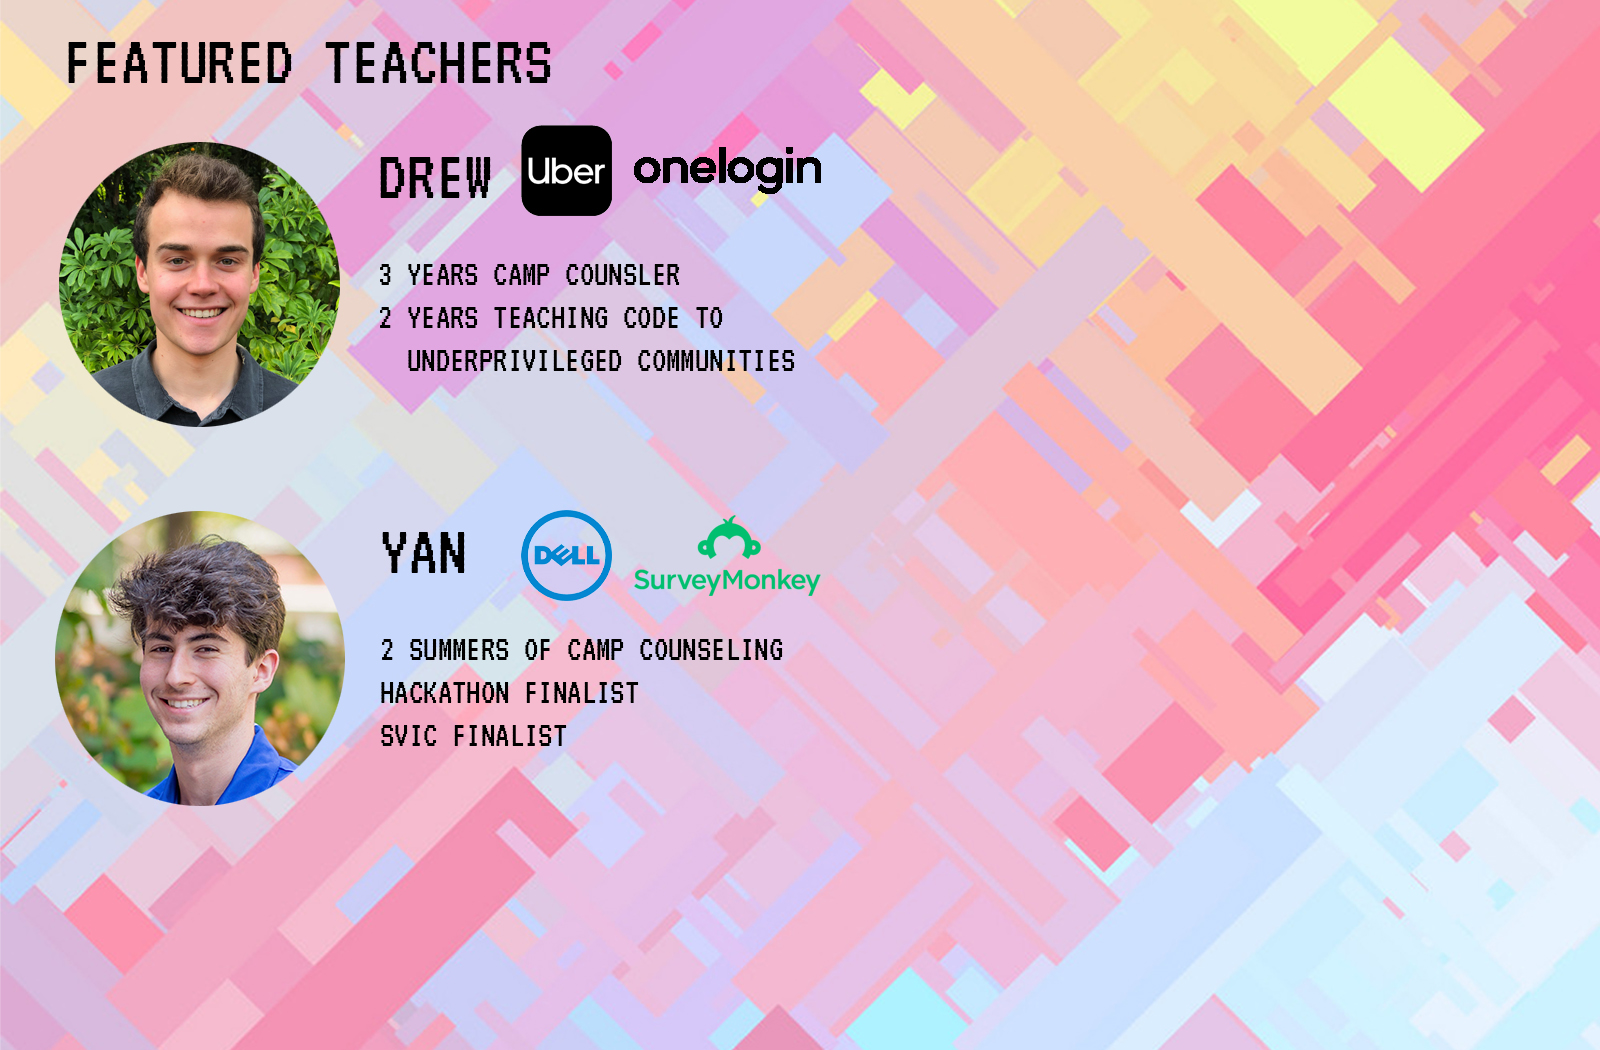 FEATURED TEACHERS
DREW Uber onelogin
3 YEARS CAMP COUNSLER
2 YEARS TEACHING CODE TO
UNDERPRIVILEGED COMMUNITIES
YAN DELL SurveyMonkey
2 SUMMERS OF CAMP COUNSELING
HACKATHON FINALIST
SVIC FINALIST